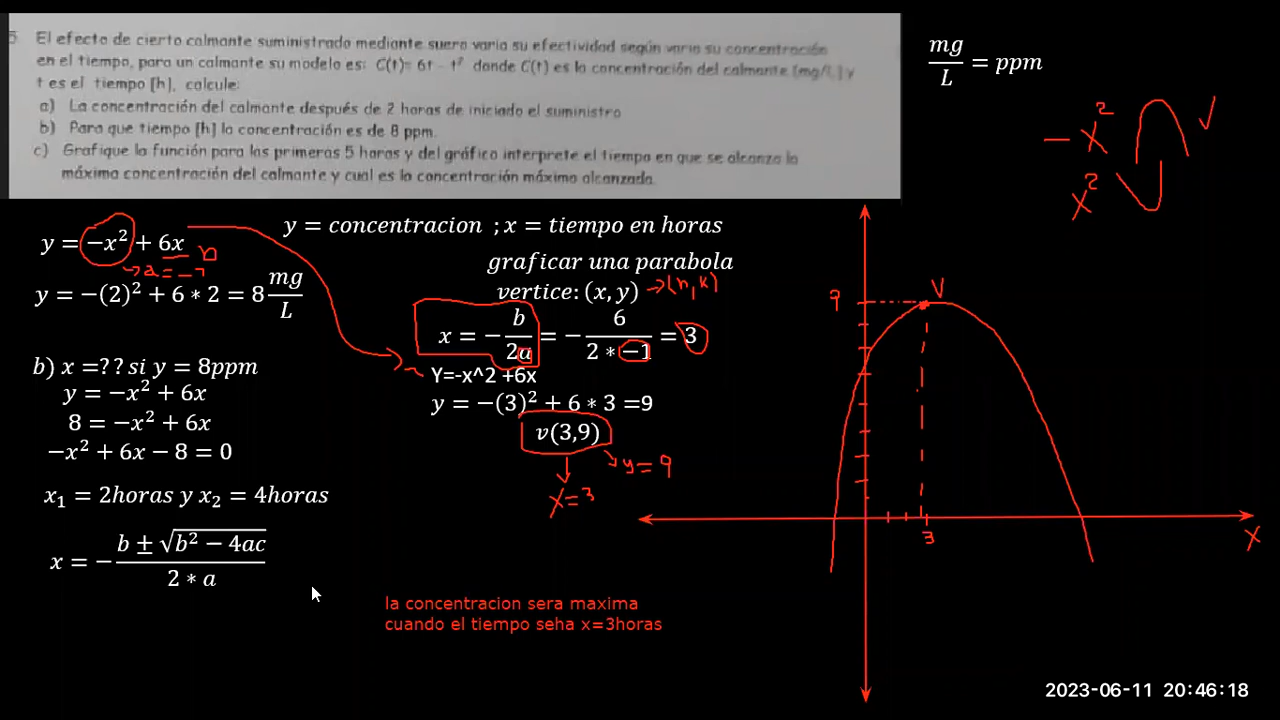 5 El efecto de cierto calmante suministrado mediante suero varia su efectividad según varia su concentración
en el tiempo, para un calmante su modelo es: C(t)= 6t - t² donde C(t) es la concentración del calmante [mg/L] y
t es el tiempo [h], calcule:
a) La concentración del calmante después de 2 horas de iniciado el suministro
b) Para que tiempo [h] la concentración es de 8 ppm.
c) Grafique la función para las primeras 5 horas y del gráfico interprete el tiempo en que se alcanza la
máxima concentración del calmante y cual es la concentración máxima alcanzada.
mg/L = ppm
-x²
x²
y = concentracion ; x = tiempo en horas
y = −x² + 6x b
→ a = -1
y = −(2)² + 6 * 2 = 8 mg/L
b) x =?? si y = 8ppm
y = −x² + 6x
8 = −x² + 6x
−x² + 6x − 8 = 0
x₁ = 2horas y x₂ = 4horas
x = − (b ± √(b² − 4ac)) / (2 * a)
graficar una parabola
vertice: (x, y) → (h, k)
x = − b/2a = − 6/(2 * −1) = 3
Y=-x^2 +6x
y = −(3)² + 6 * 3 =9
v(3,9)
y = 9
x=3
la concentracion sera maxima
cuando el tiempo seha x=3horas
9
V
3
X
2023-06-11 20:46:18